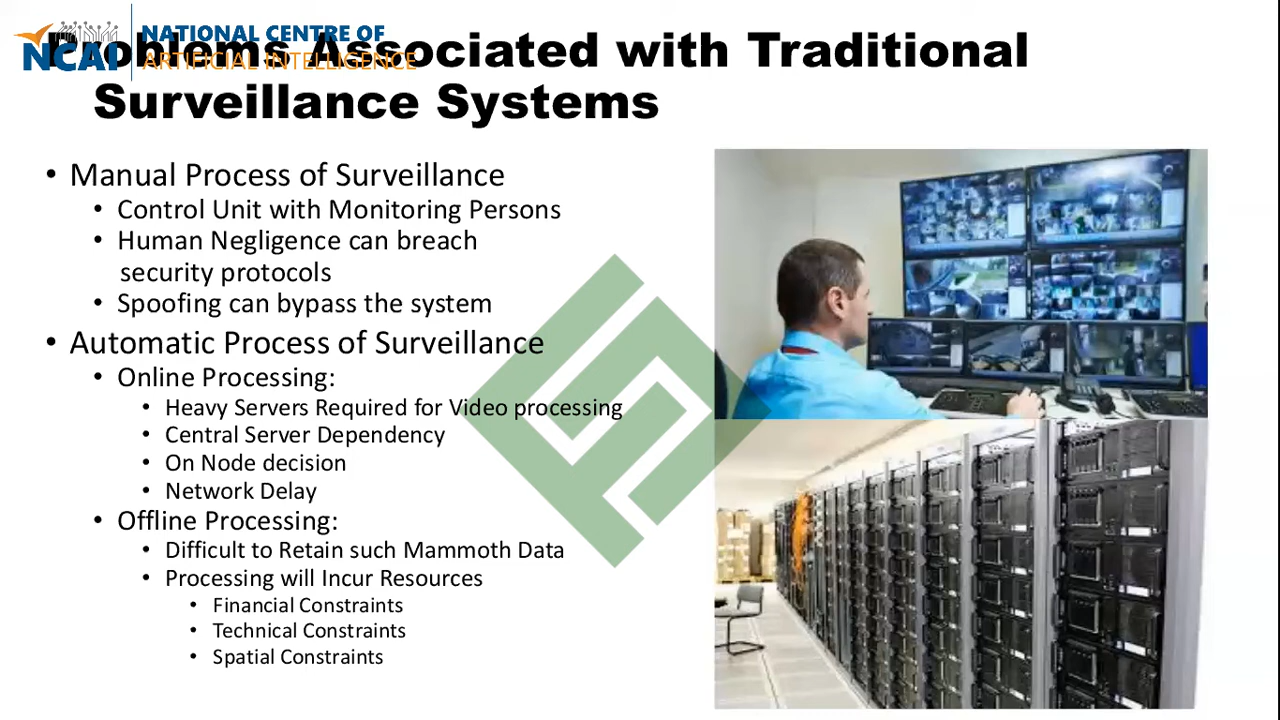 NCAI
NATIONAL CENTRE OF
ARTIFICIAL INTELLIGENCE
Problems Associated with Traditional
Surveillance Systems
• Manual Process of Surveillance
• Control Unit with Monitoring Persons
• Human Negligence can breach
security protocols
• Spoofing can bypass the system
• Automatic Process of Surveillance
• Online Processing:
• Heavy Servers Required for Video processing
• Central Server Dependency
• On Node decision
• Network Delay
• Offline Processing:
• Difficult to Retain such Mammoth Data
• Processing will Incur Resources
• Financial Constraints
• Technical Constraints
• Spatial Constraints